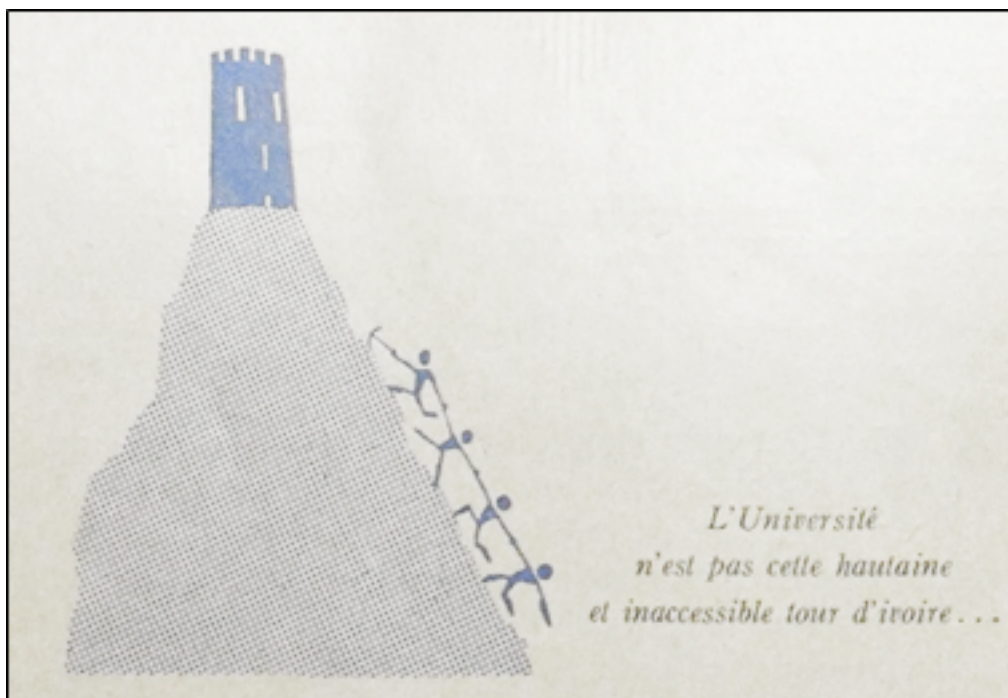 L'Université
n'est pas cette hautaine
et inaccessible tour d'ivoire...